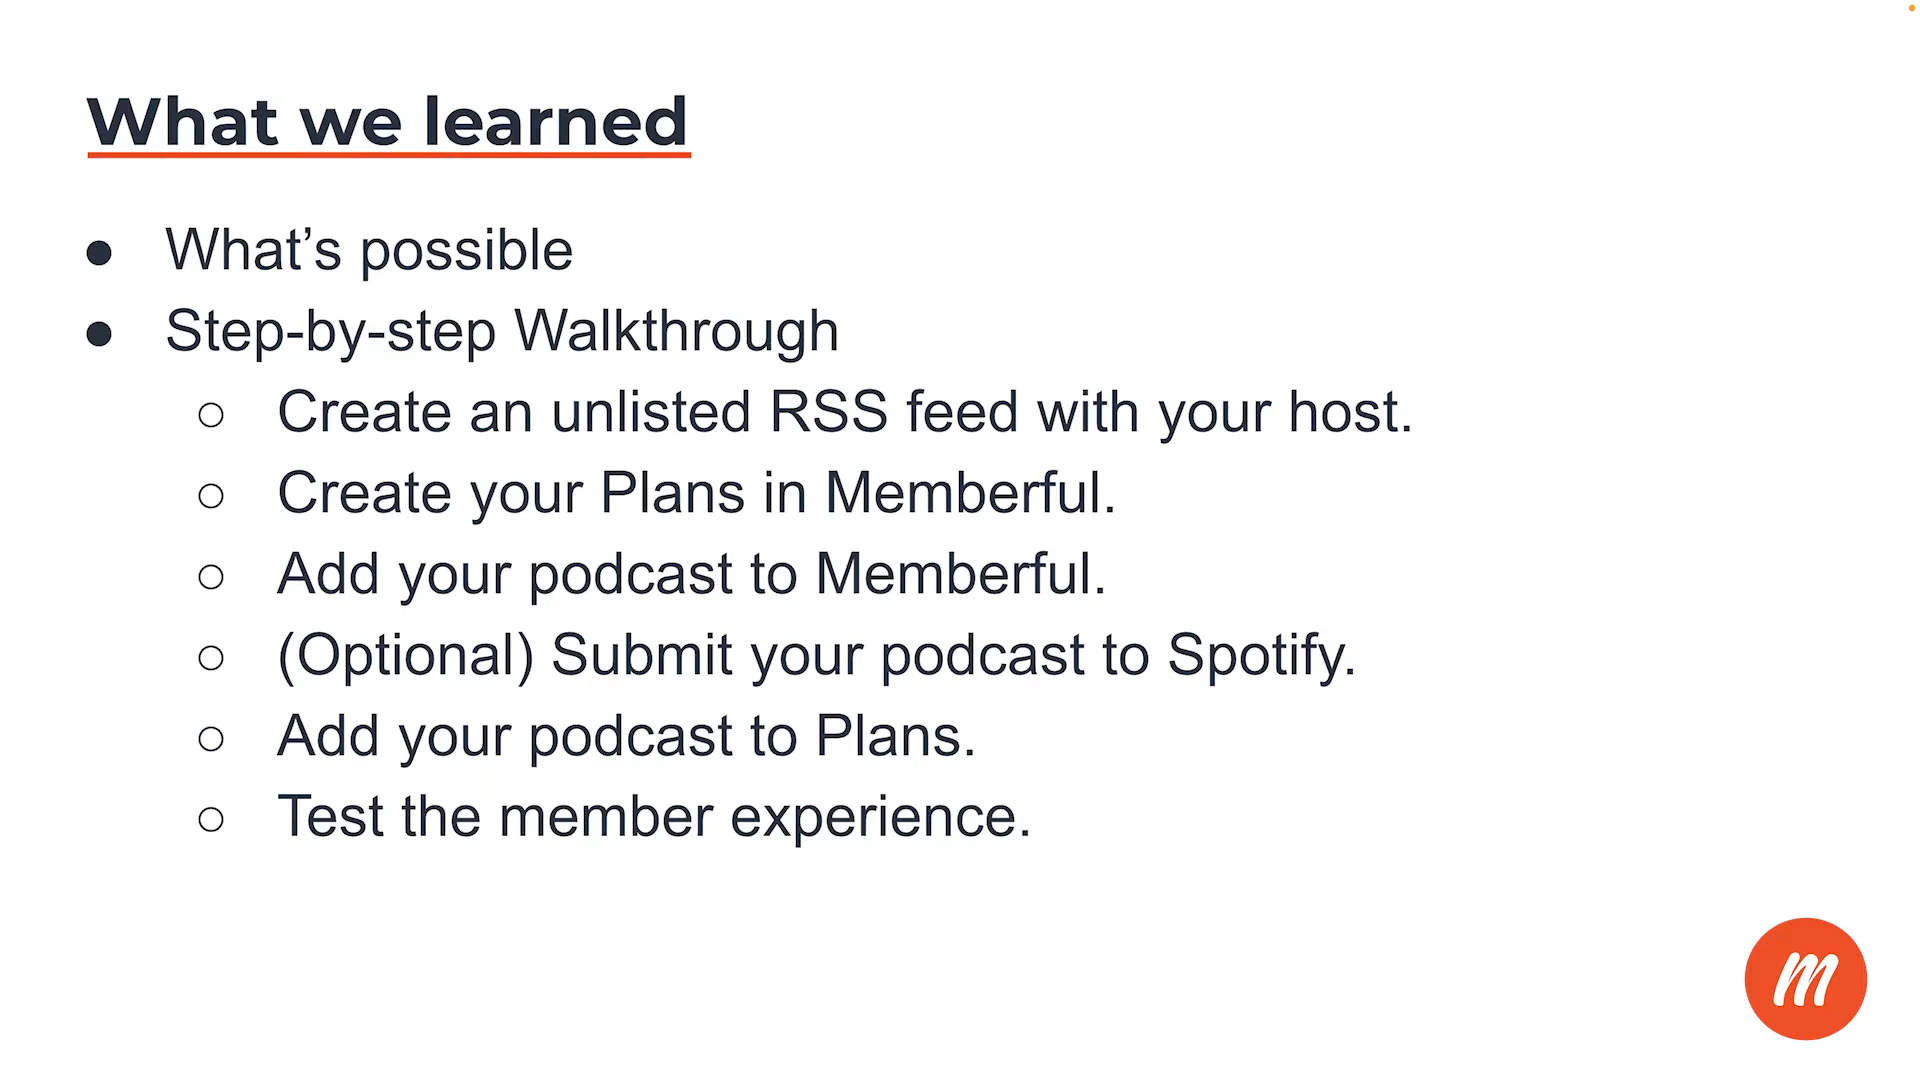 What we learned
● What’s possible
● Step-by-step Walkthrough
○ Create an unlisted RSS feed with your host.
○ Create your Plans in Memberful.
○ Add your podcast to Memberful.
○ (Optional) Submit your podcast to Spotify.
○ Add your podcast to Plans.
○ Test the member experience.
m